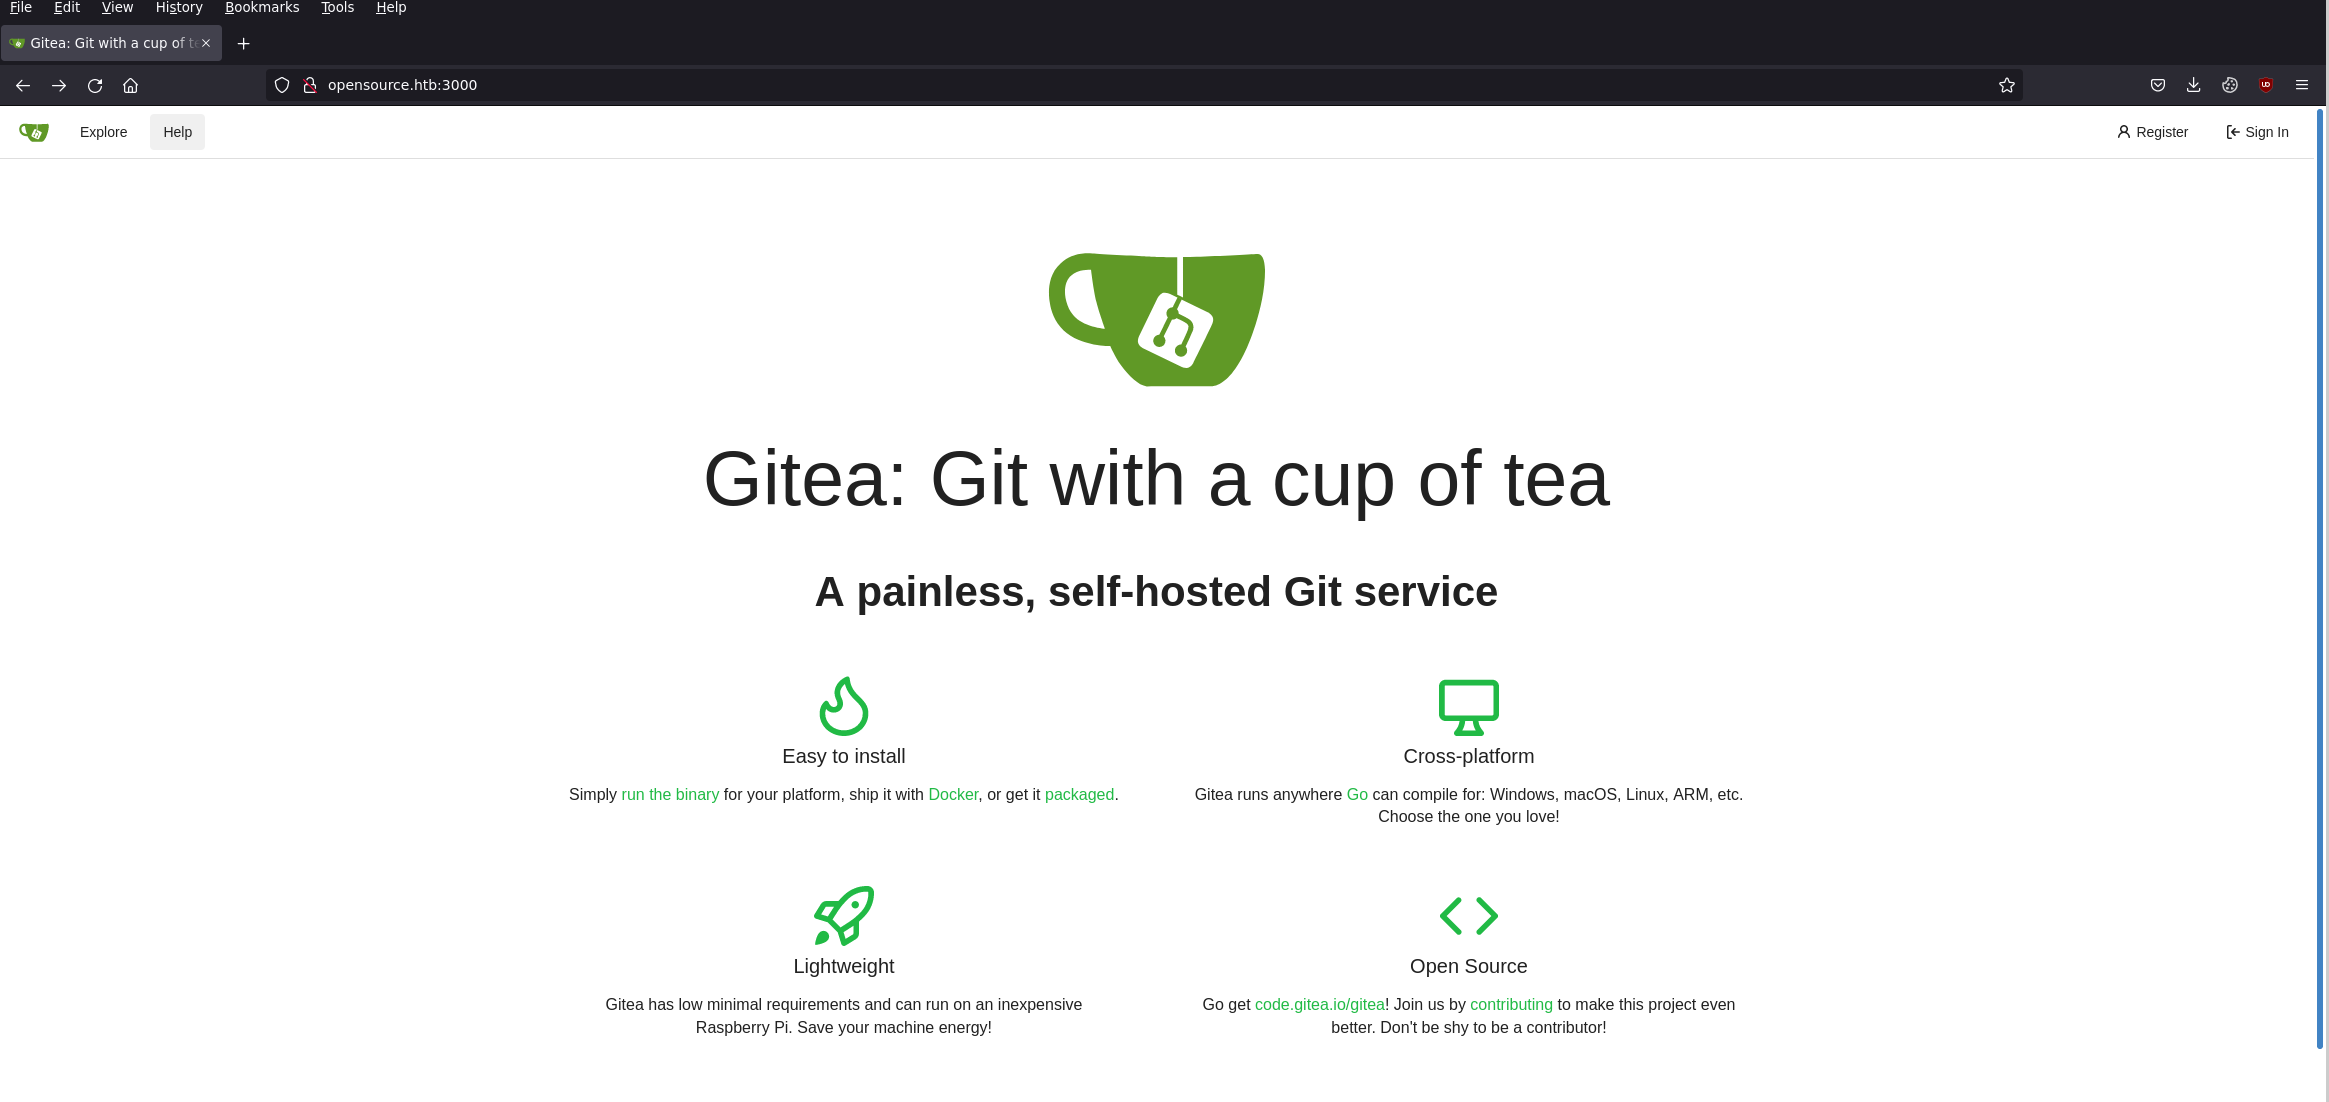 File Edit View History Bookmarks Tools Help
Gitea: Git with a cup of te
opensource.htb:3000
Explore Help Register Sign In
Gitea: Git with a cup of tea
A painless, self-hosted Git service
Easy to install
Simply run the binary for your platform, ship it with Docker, or get it packaged.
Cross-platform
Gitea runs anywhere Go can compile for: Windows, macOS, Linux, ARM, etc.
Choose the one you love!
Lightweight
Gitea has low minimal requirements and can run on an inexpensive
Raspberry Pi. Save your machine energy!
Open Source
Go get code.gitea.io/gitea! Join us by contributing to make this project even
better. Don't be shy to be a contributor!